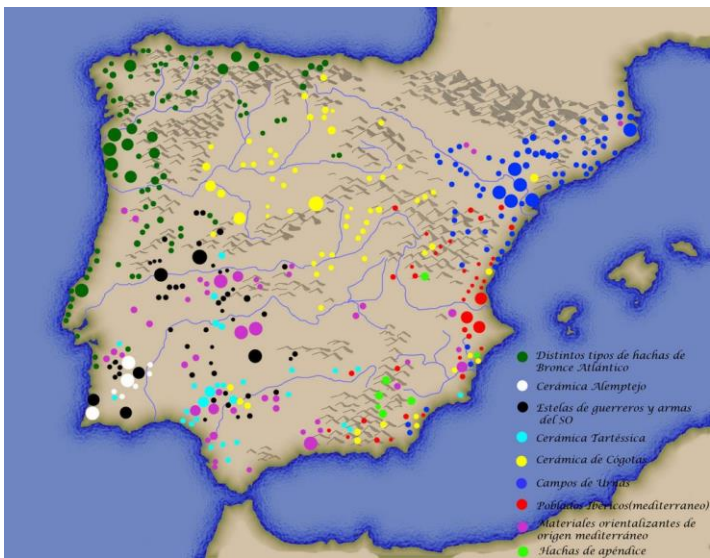 Distintos tipos de hachas de
Bronce Atlántico
Cerámica Alemptejo
Estelas de guerreros y armas
del SO
Cerámica Tartéssica
Cerámica de Cógotas
Campos de Urnas
Poblados Ibéricos(mediterraneo)
Materiales orientalizantes de
origen mediterráneo
Hachas de apéndice